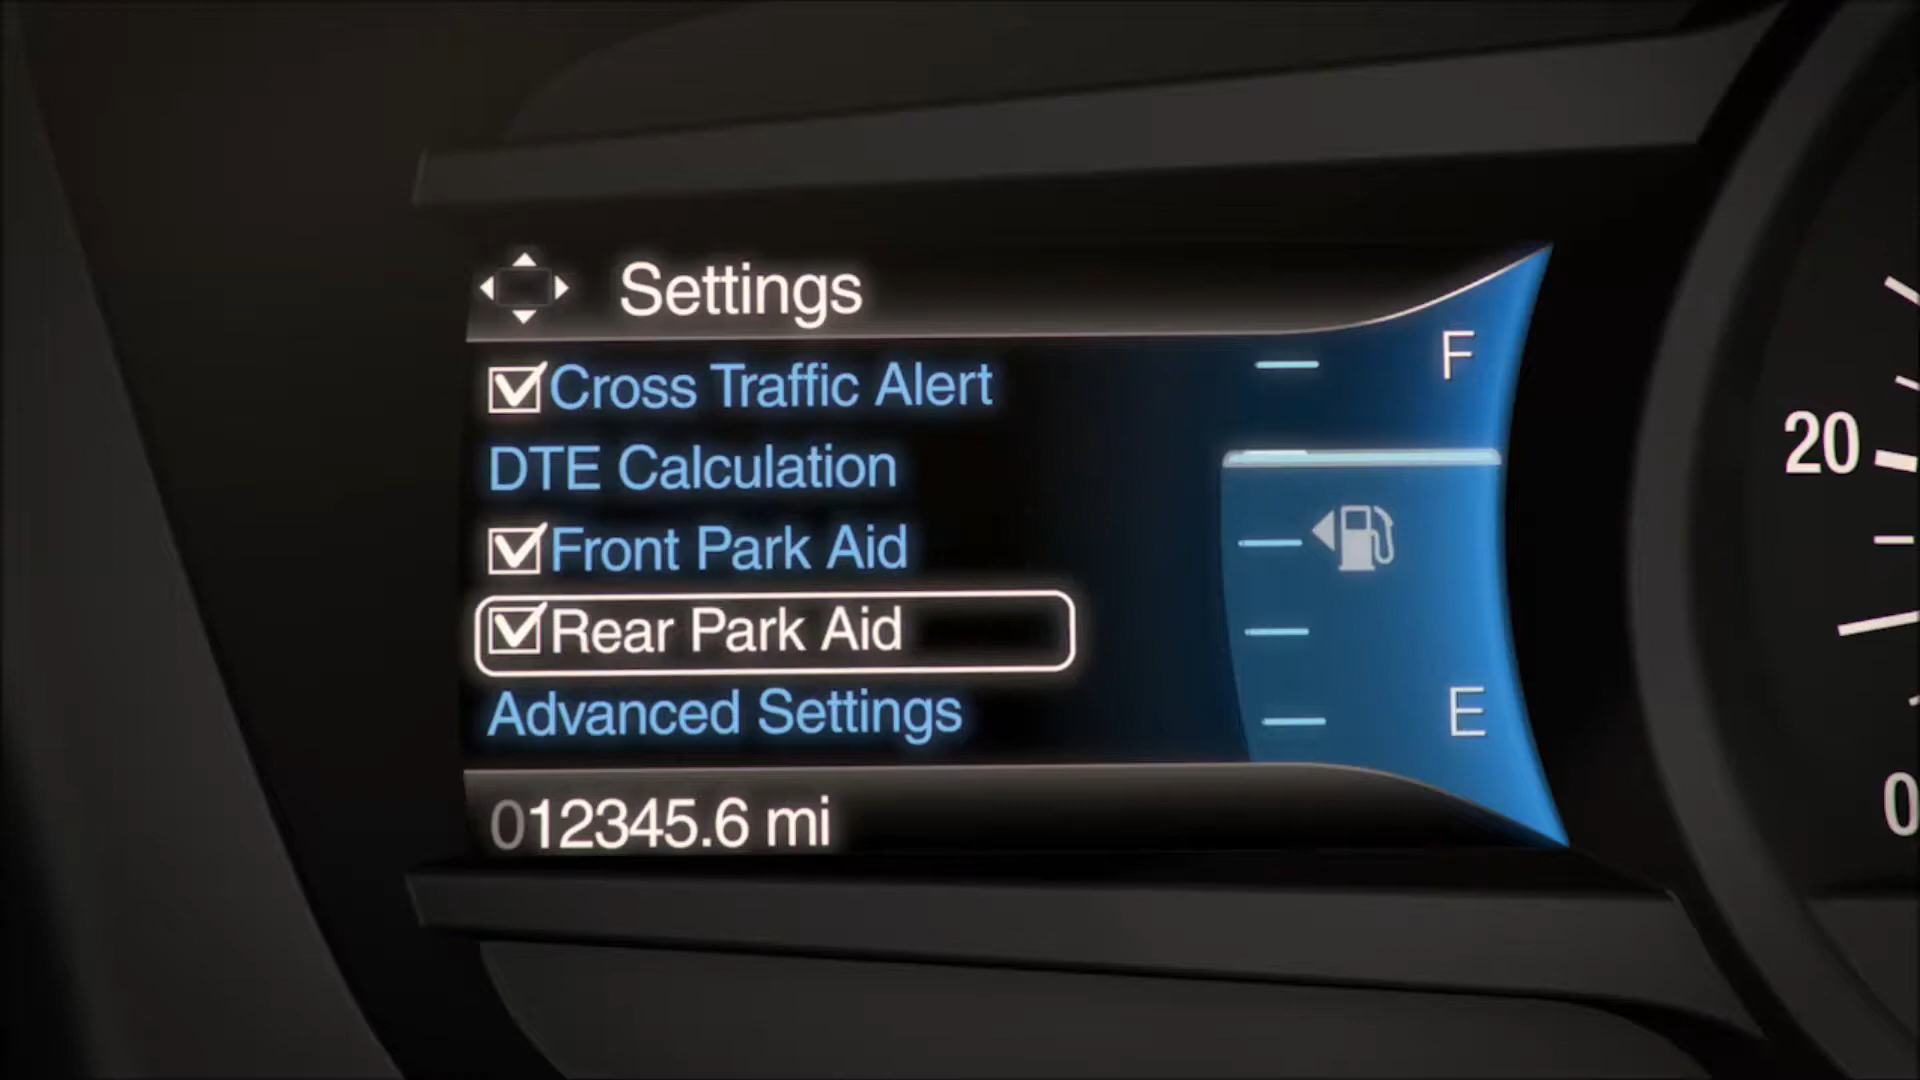 Settings
Cross Traffic Alert
DTE Calculation
Front Park Aid
Rear Park Aid
Advanced Settings
012345.6 mi
F
E
20
0